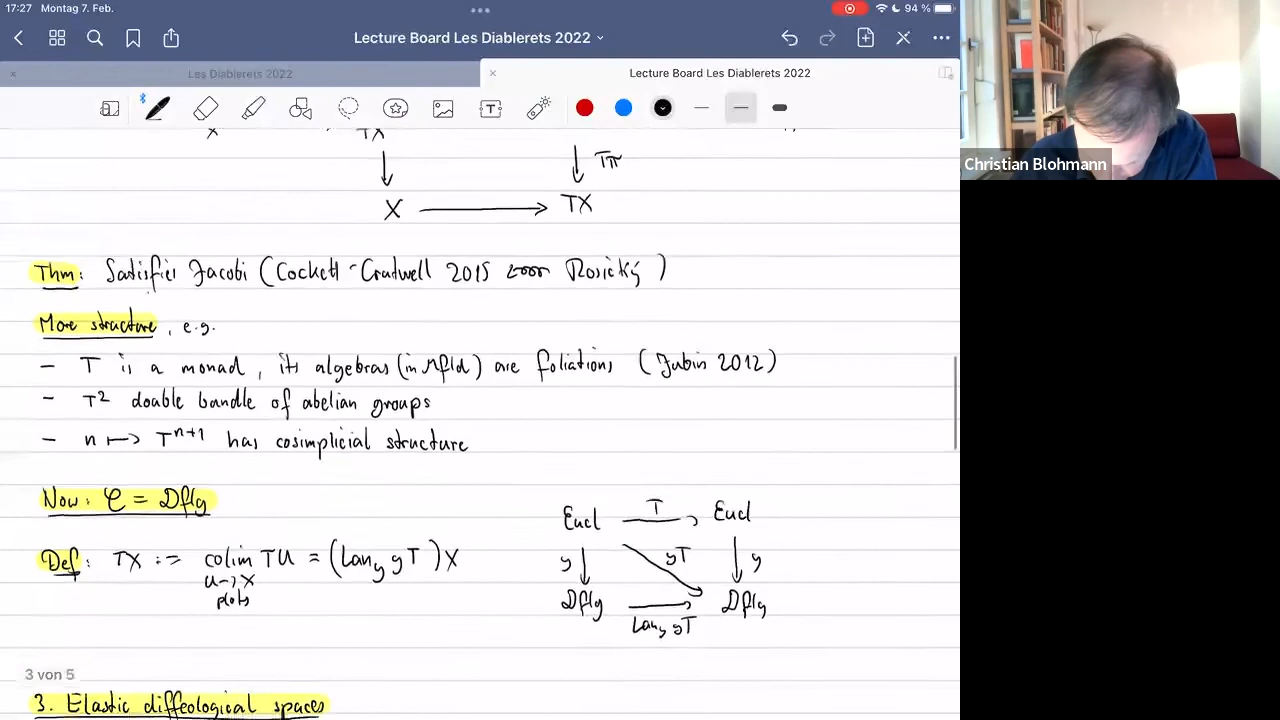 17:27 Montag 7. Feb.
94 %
Lecture Board Les Diablerets 2022
Les Diablerets 2022
Lecture Board Les Diablerets 2022
X TX
Tπ
X TX
Thm: Satisfies Jacobi (Cockett-Cruttwell 2015 Rosický)
More structure, e.g.
- T is a monad, its algebras (in Mfld) are foliations (Jubin 2012)
- T² double bundle of abelian groups
- n ↦ Tⁿ⁺¹ has cosimplicial structure
Now: 𝒞 = Dflg
Eucl T Eucl
Def: TX := colim TU = (Lan_y yT) X
U→X
plots
y yT y
Dflg Dflg
Lan_y yT
3 von 5
3. Elastic diffeological spaces
Christian Blohmann